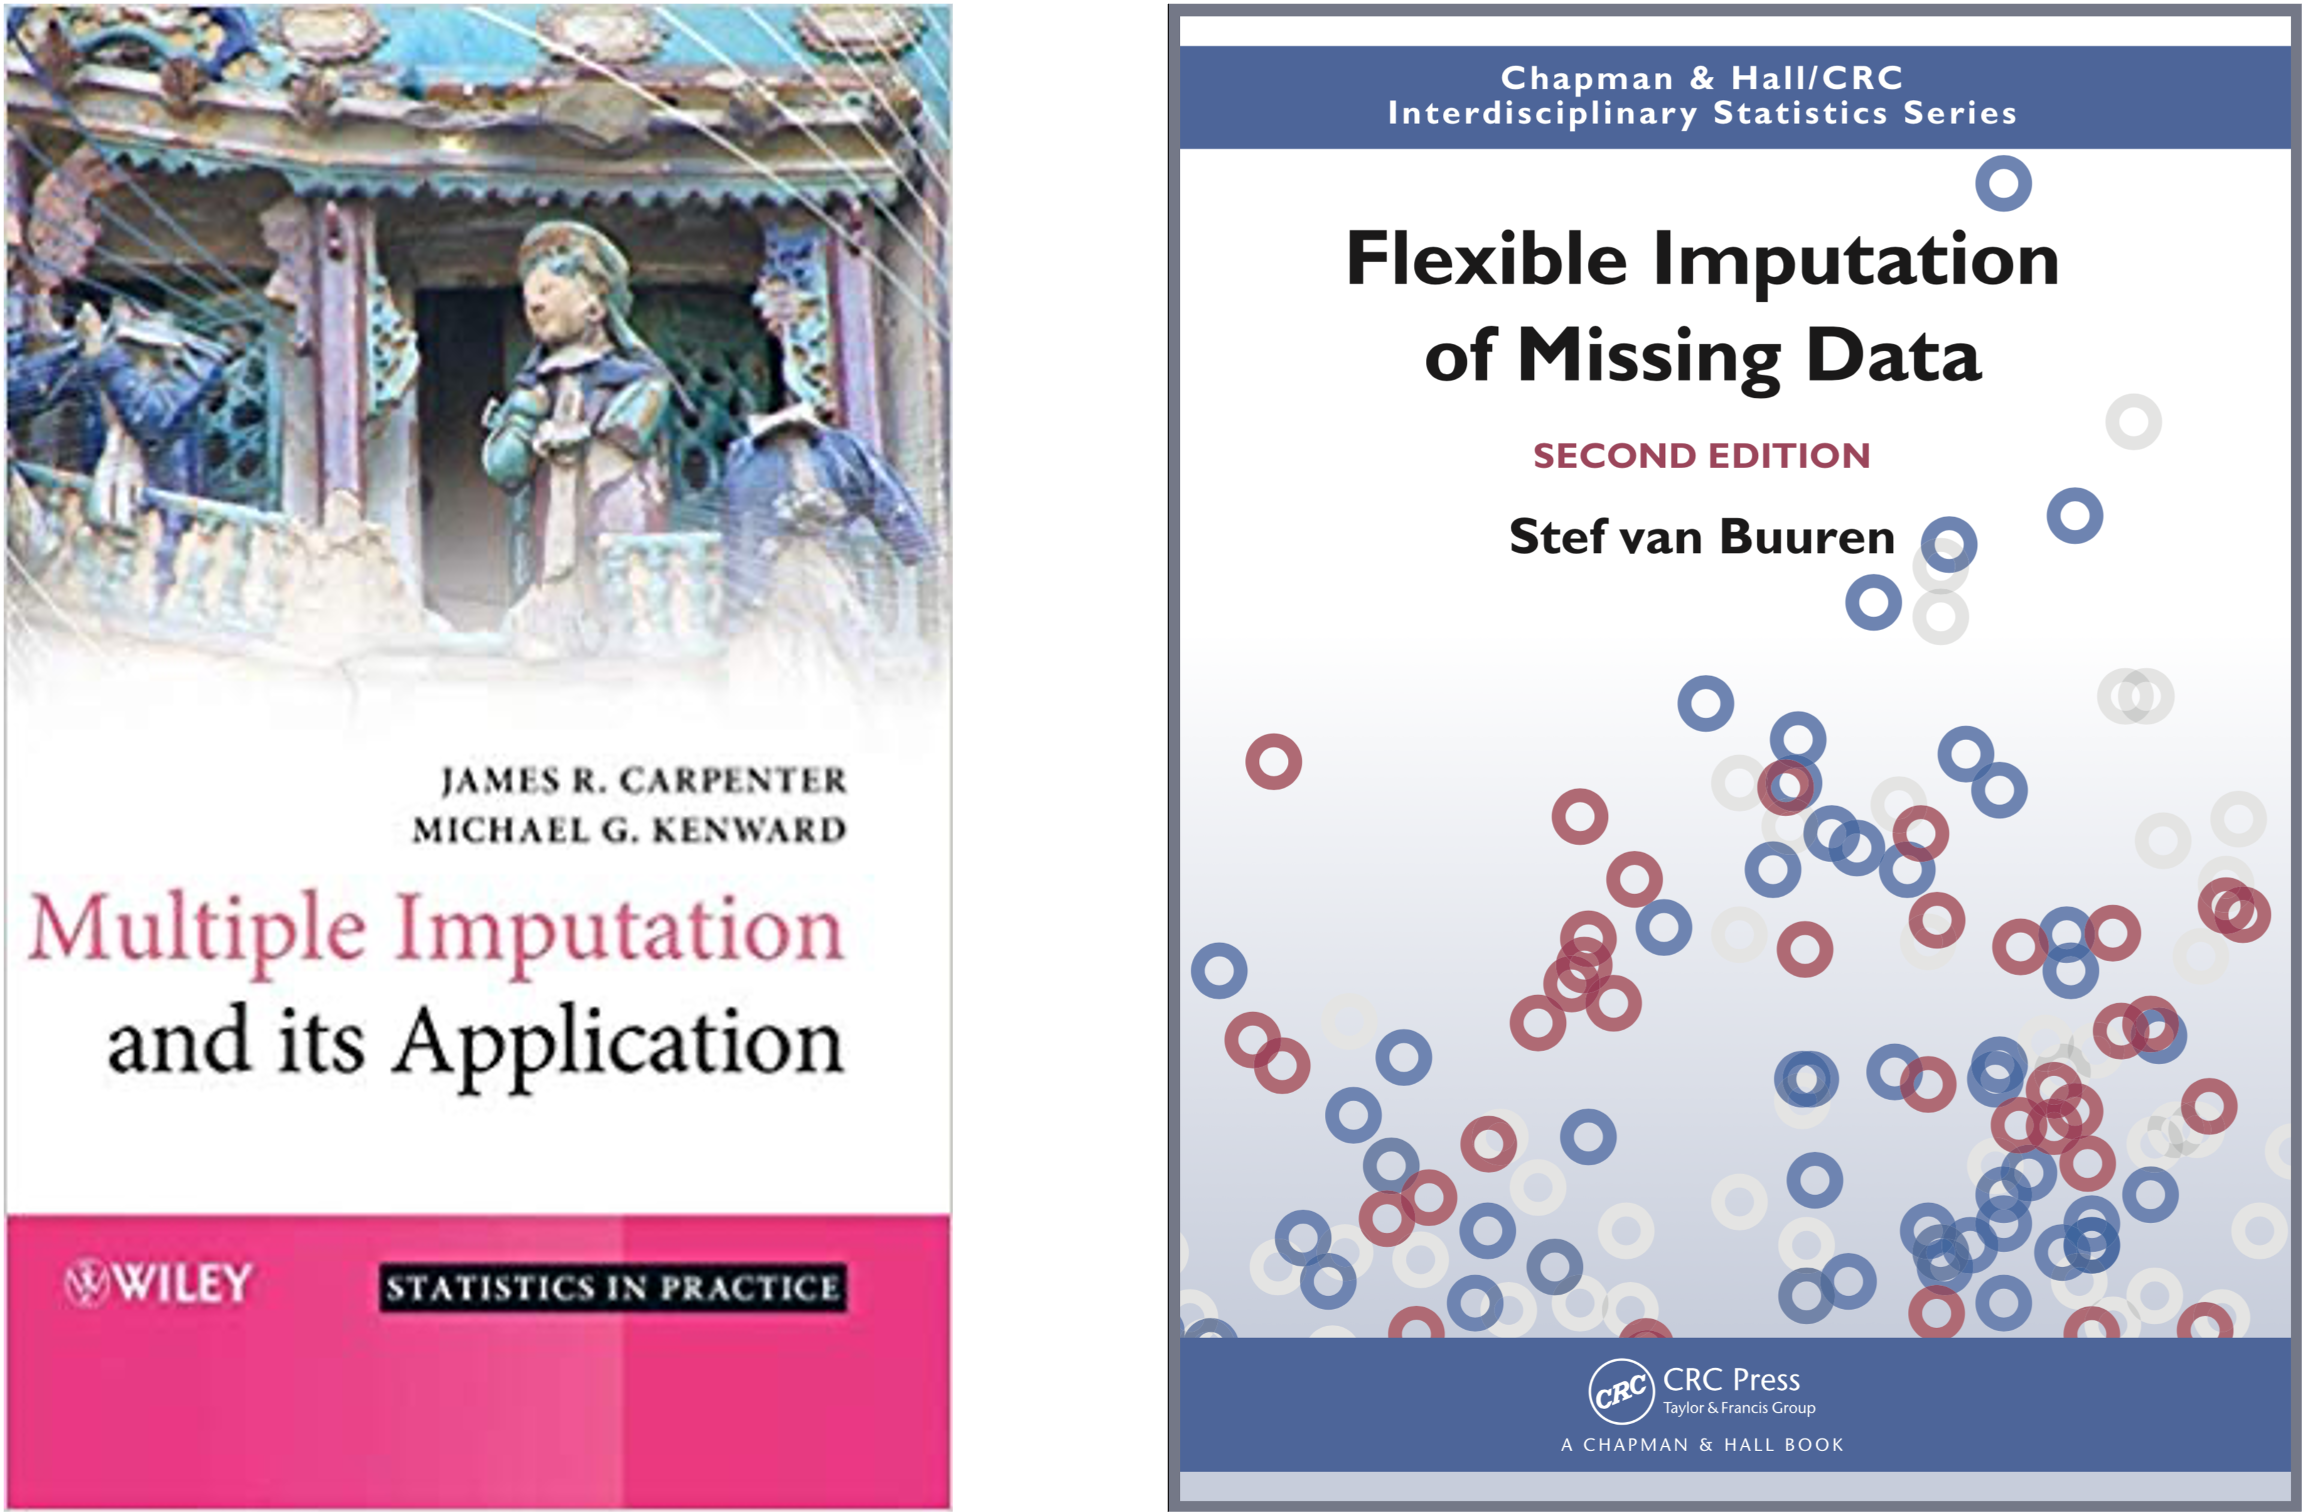 JAMES R. CARPENTER
MICHAEL G. KENWARD
Multiple Imputation
and its Application
WILEY
STATISTICS IN PRACTICE
Chapman & Hall/CRC
Interdisciplinary Statistics Series
Flexible Imputation
of Missing Data
SECOND EDITION
Stef van Buuren
CRC
CRC Press
Taylor & Francis Group
A CHAPMAN & HALL BOOK